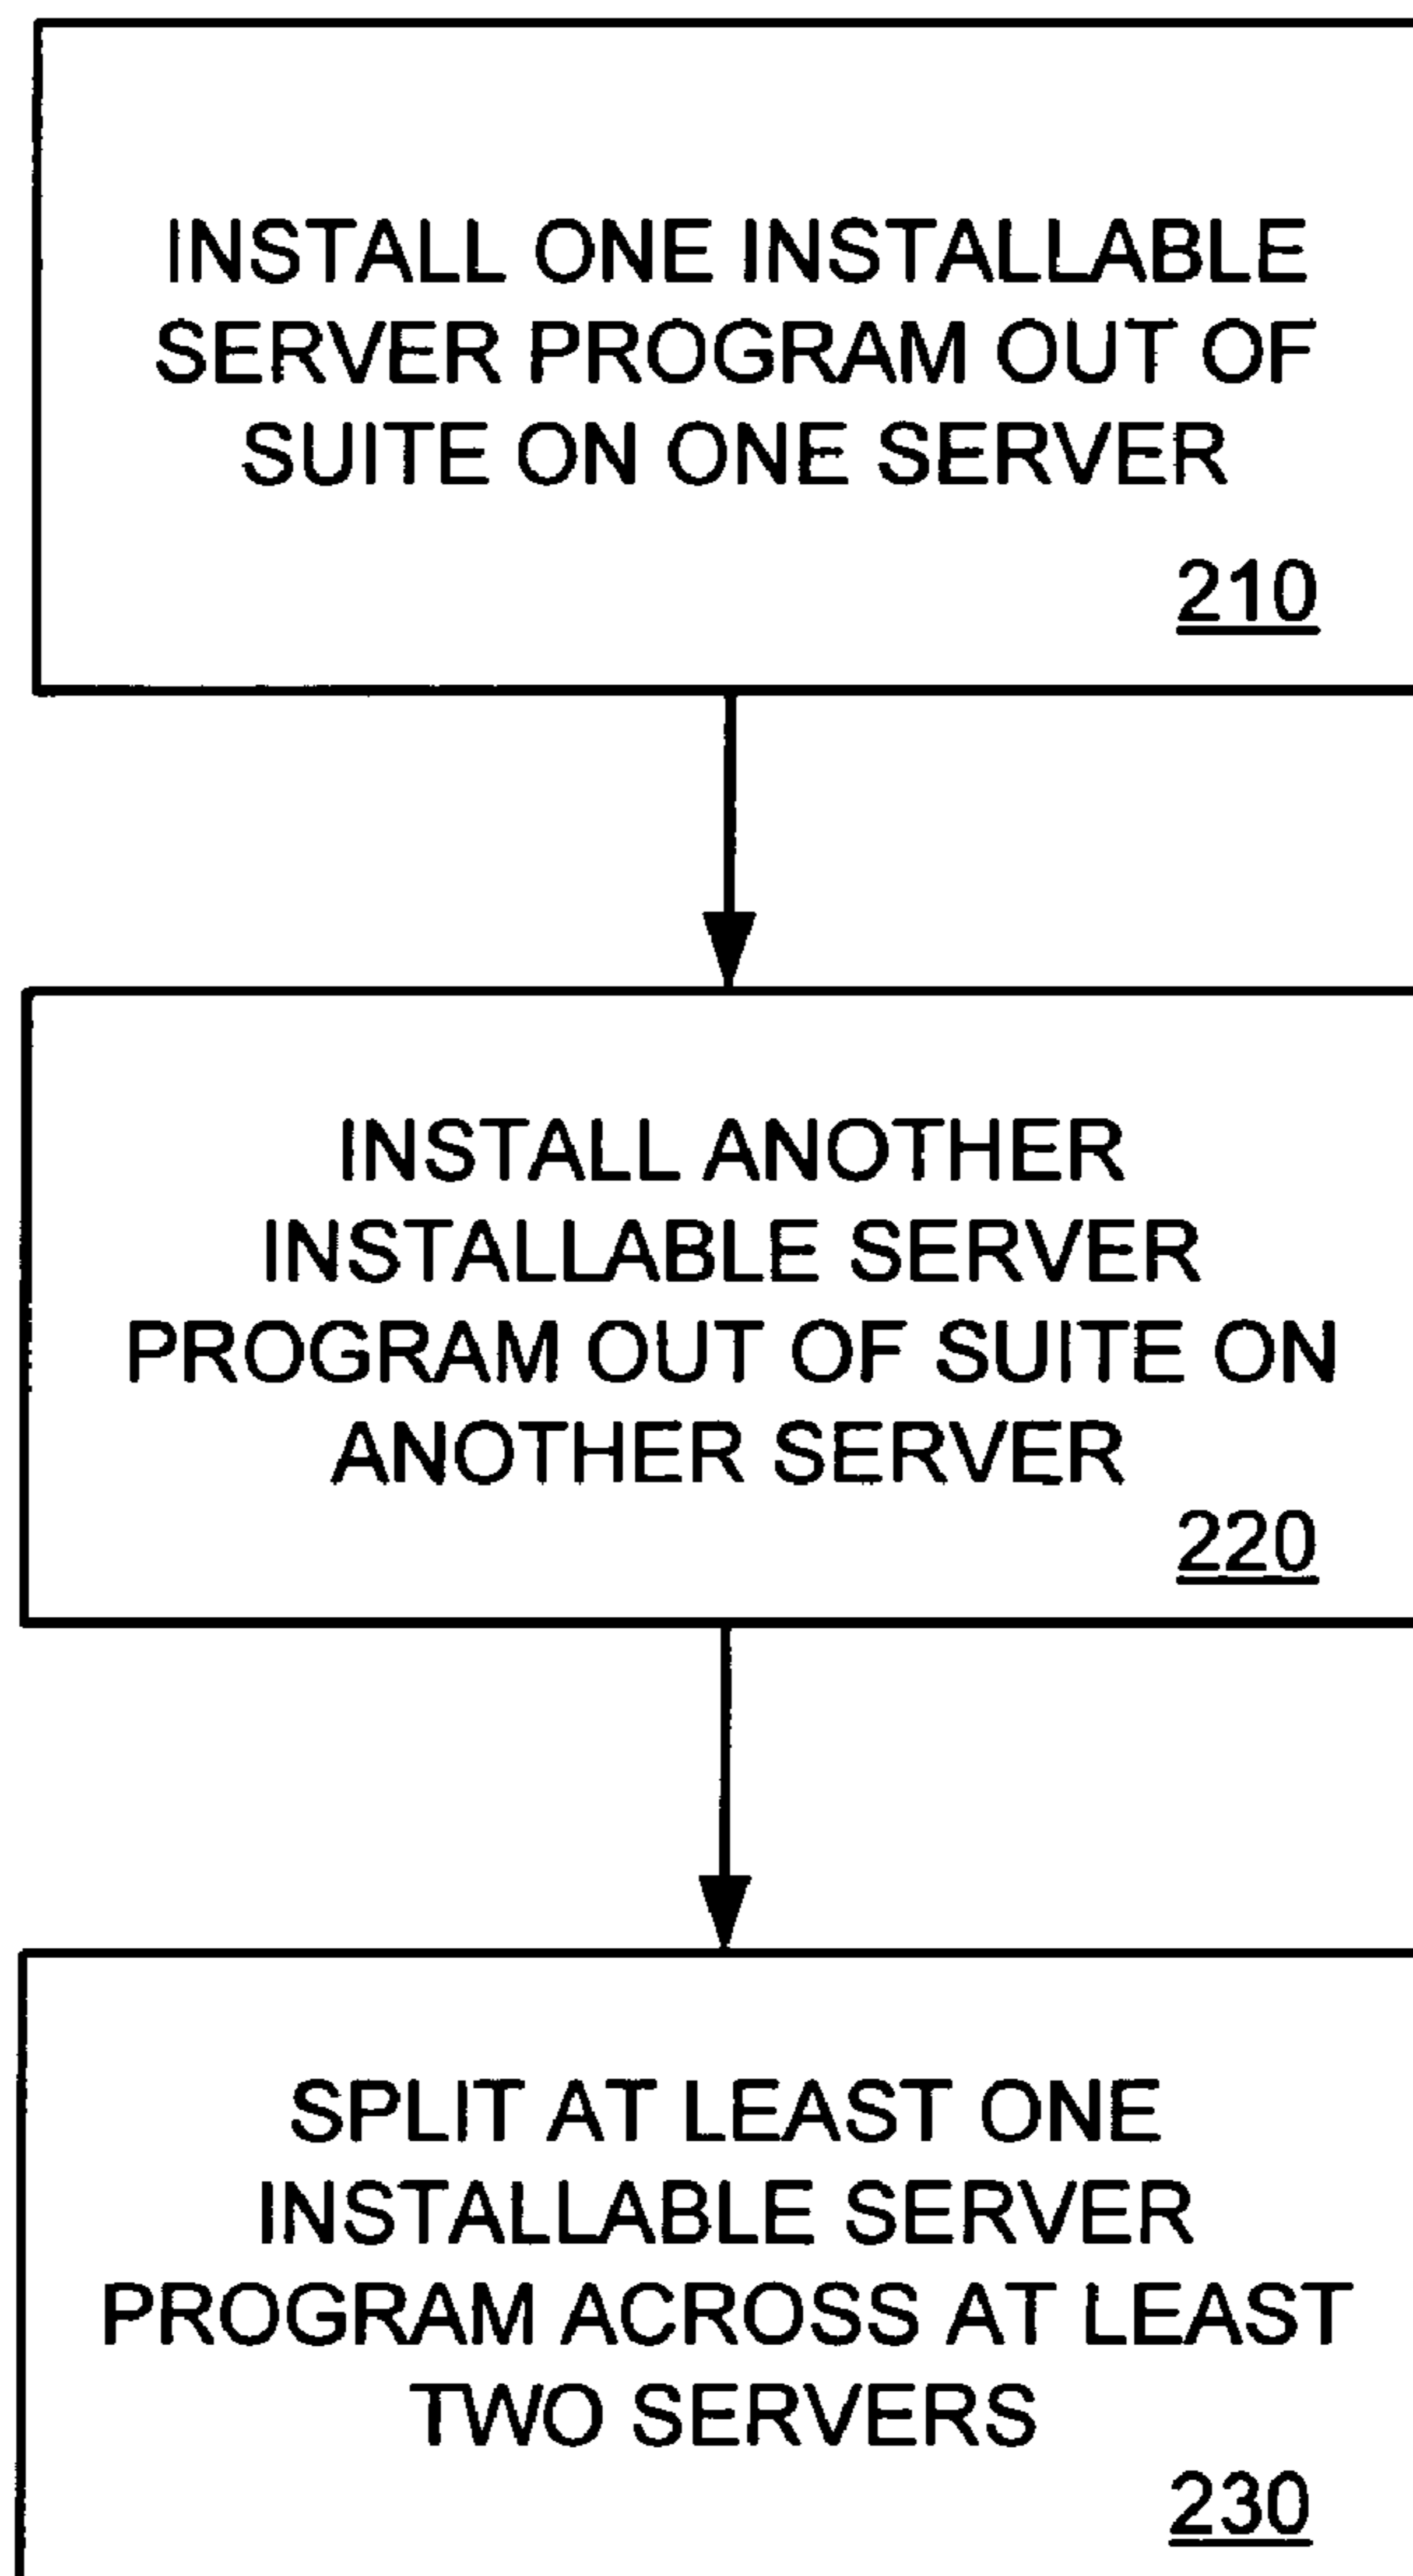 INSTALL ONE INSTALLABLE
SERVER PROGRAM OUT OF
SUITE ON ONE SERVER
210
INSTALL ANOTHER
INSTALLABLE SERVER
PROGRAM OUT OF SUITE ON
ANOTHER SERVER
220
SPLIT AT LEAST ONE
INSTALLABLE SERVER
PROGRAM ACROSS AT LEAST
TWO SERVERS
230